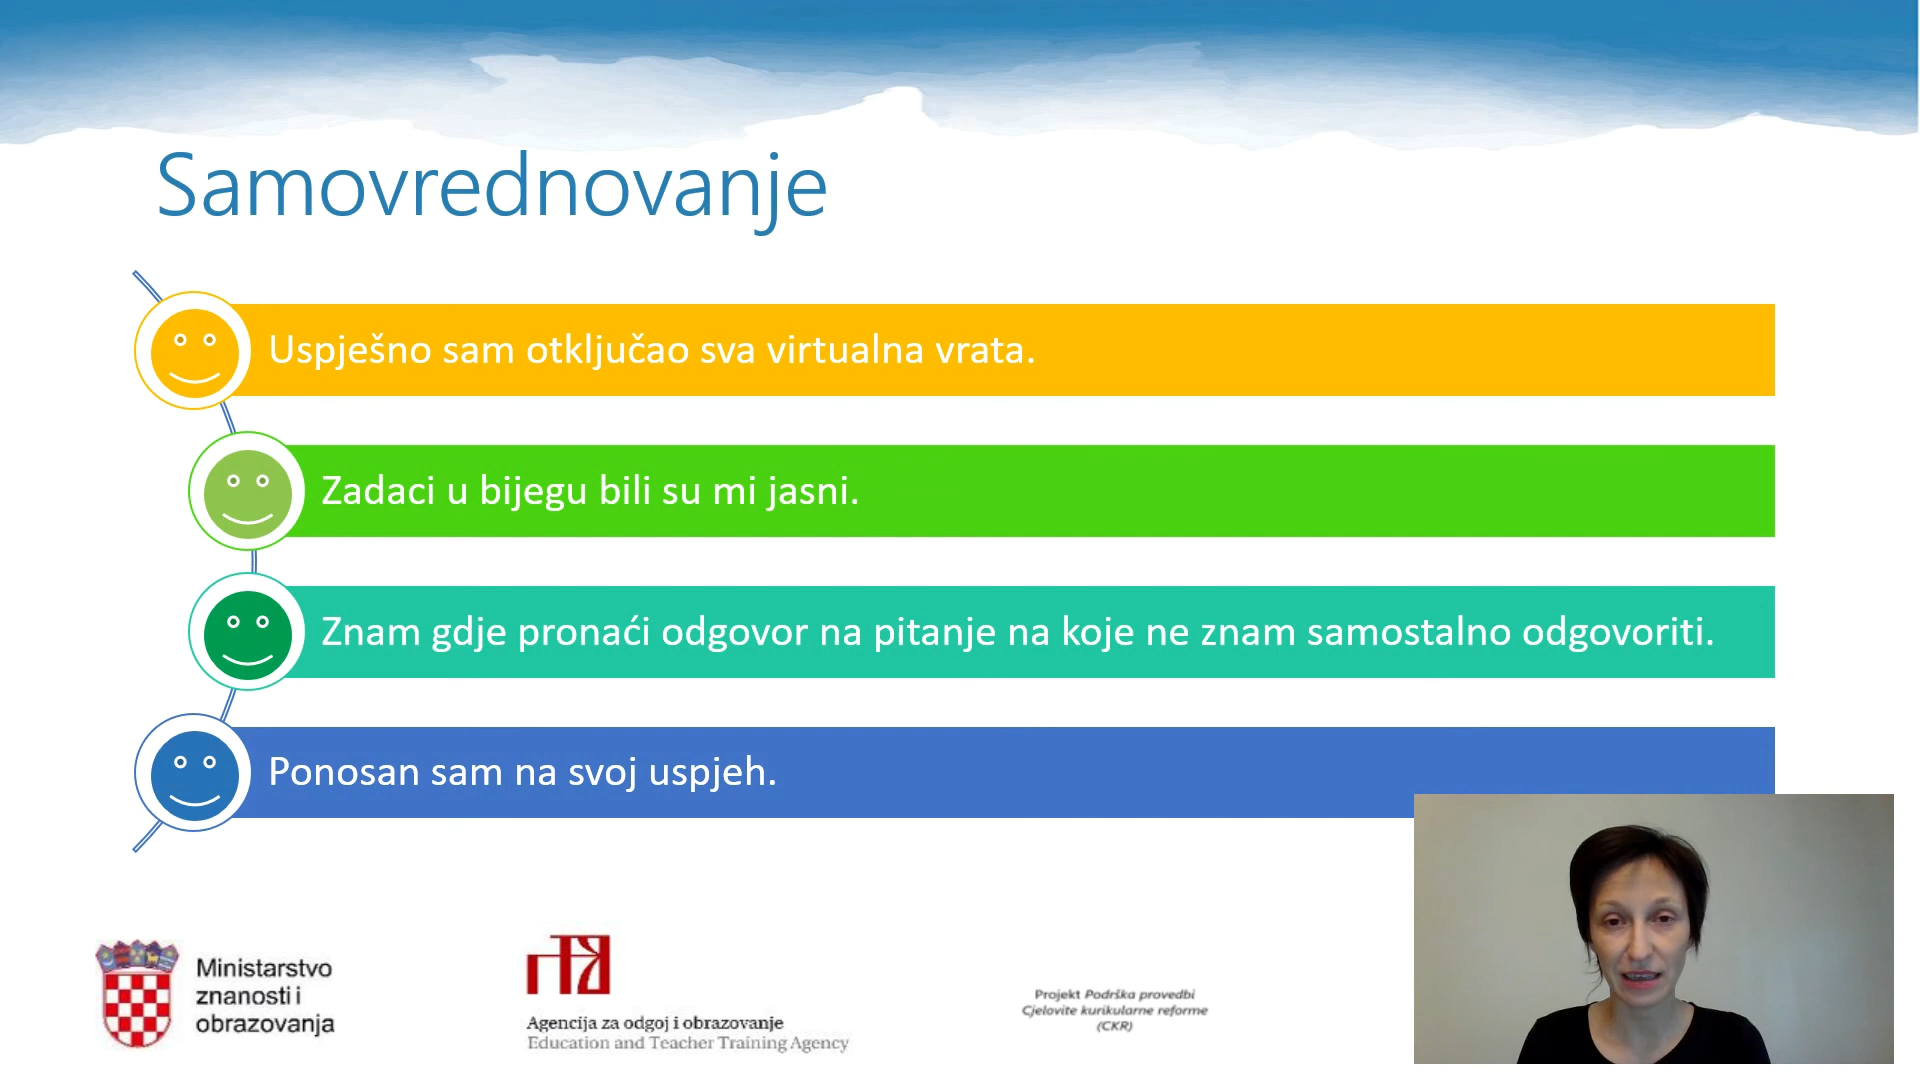 Samovrednovanje
Uspješno sam otključao sva virtualna vrata.
Zadaci u bijegu bili su mi jasni.
Znam gdje pronaći odgovor na pitanje na koje ne znam samostalno odgovoriti.
Ponosan sam na svoj uspjeh.
Ministarstvo
znanosti i
obrazovanja
Agencija za odgoj i obrazovanje
Education and Teacher Training Agency
Projekt Podrška provedbi
Cjelovite kurikularne reforme
(CKR)